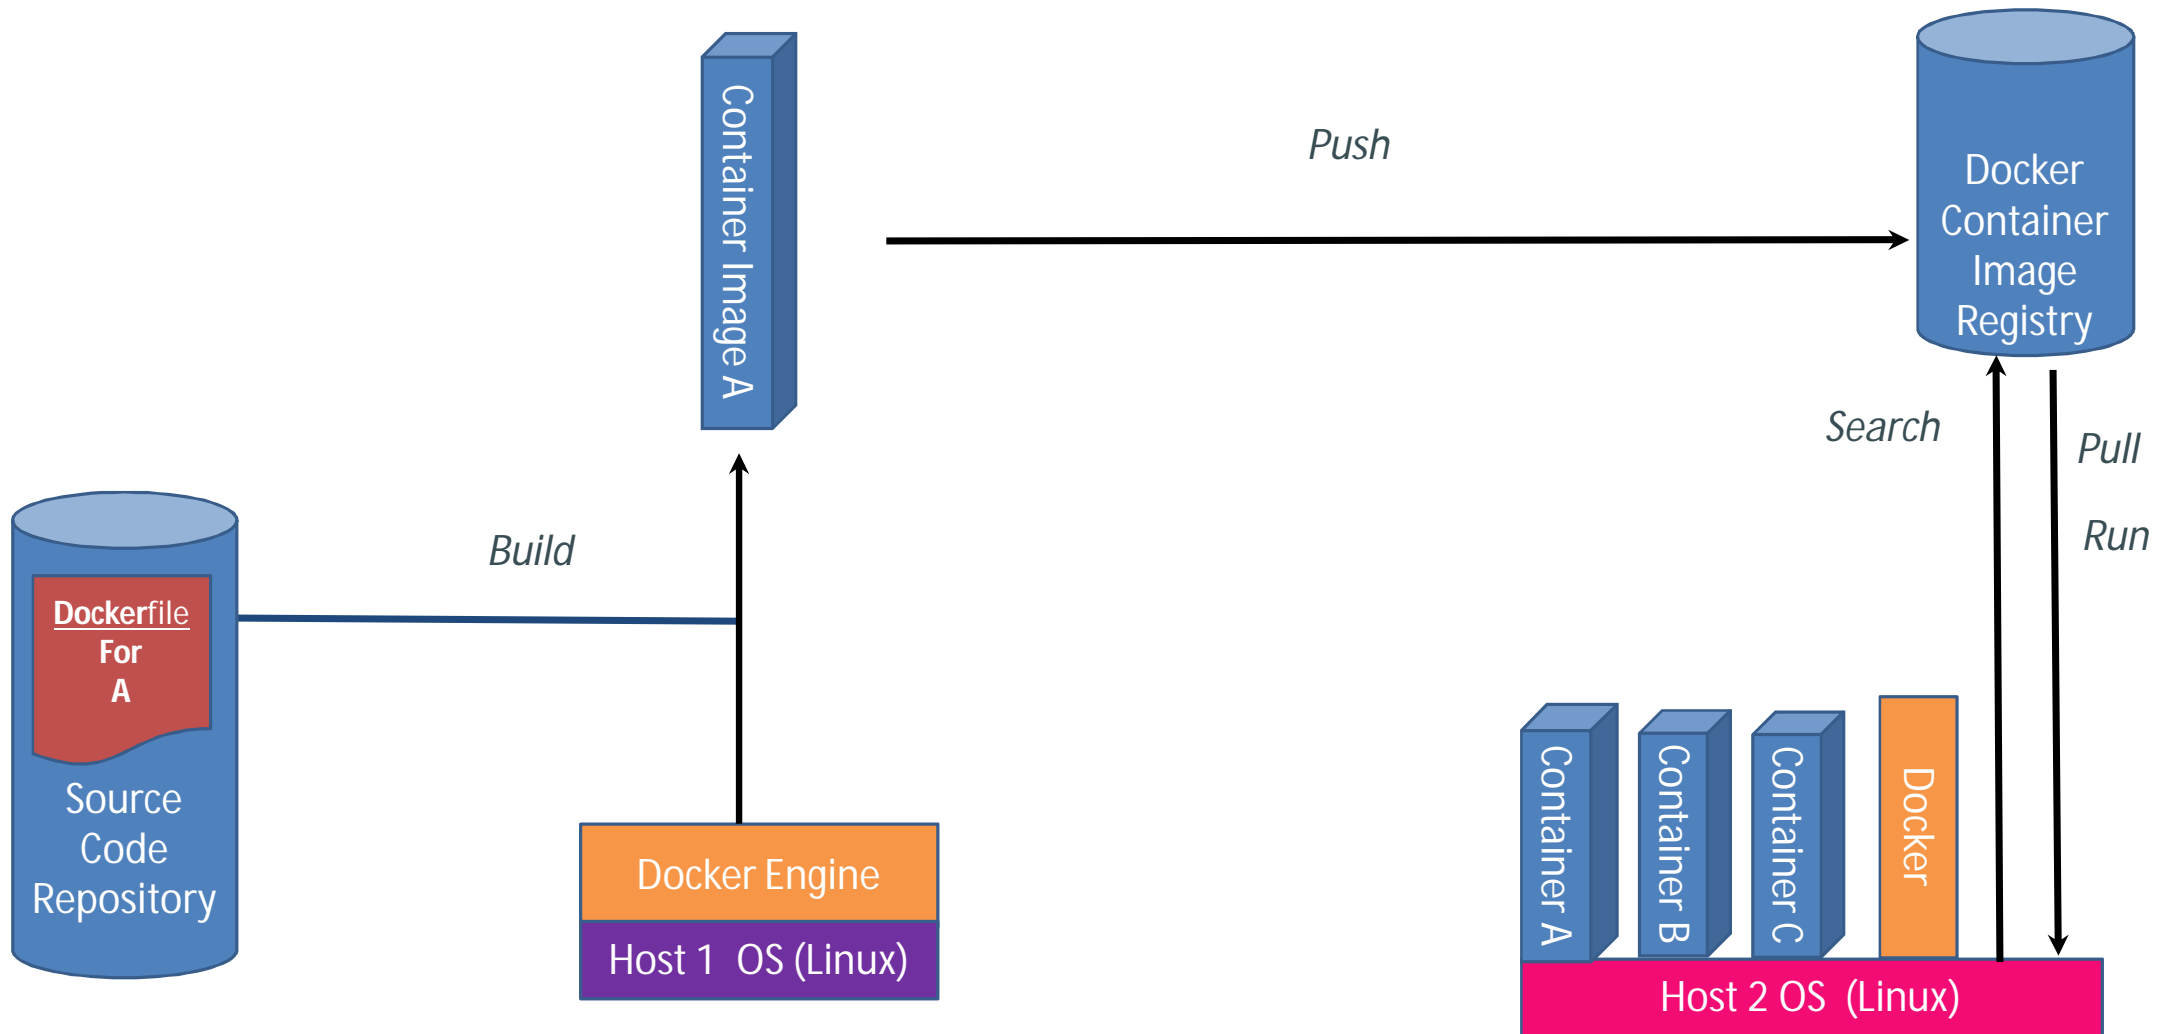 Container Image A
Push
Docker
Container
Image
Registry
Search
Pull
Run
Build
Dockerfile
For
A
Source
Code
Repository
Docker Engine
Host 1 OS (Linux)
Container A
Container B
Container C
Docker
Host 2 OS (Linux)